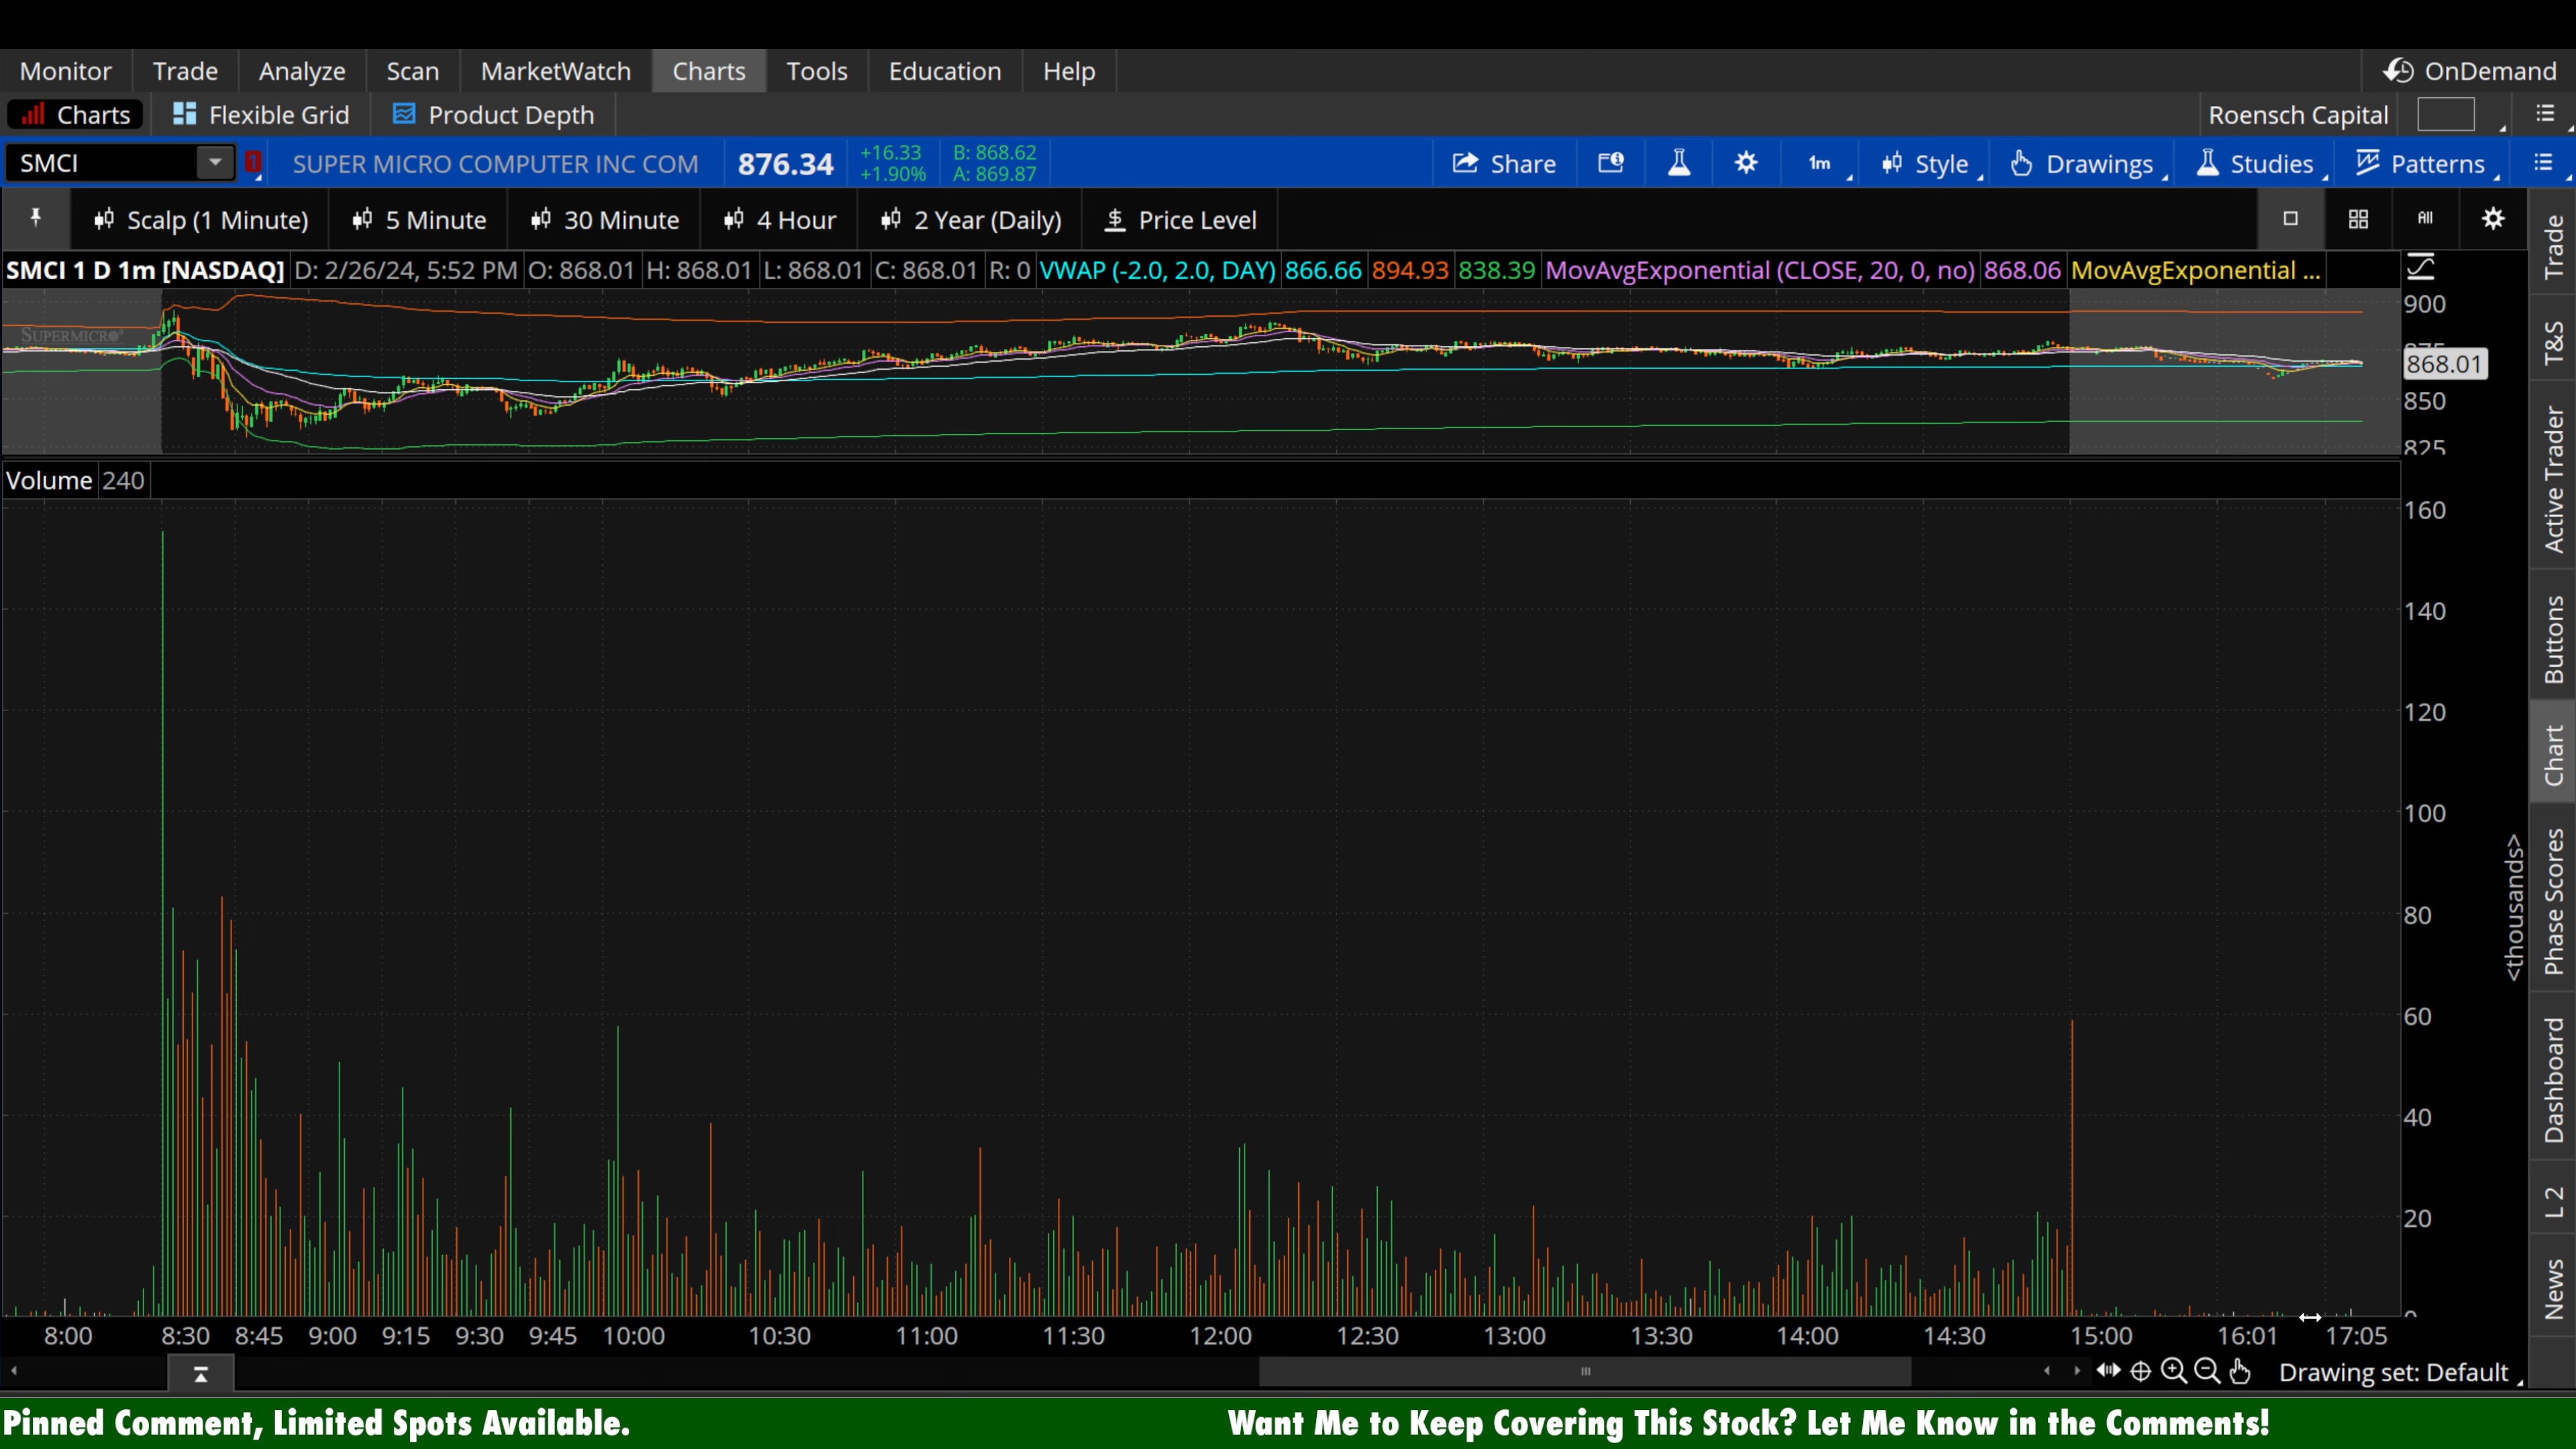 Monitor Trade Analyze Scan MarketWatch Charts Tools Education Help OnDemand
Charts Flexible Grid Product Depth Roensch Capital
SMCI 1 SUPER MICRO COMPUTER INC COM 876.34 +16.33 B: 868.62 Share 1m Style Drawings Studies Patterns
+1.90% A: 869.87
Scalp (1 Minute) 5 Minute 30 Minute 4 Hour 2 Year (Daily) $ Price Level All
SMCI 1 D 1m [NASDAQ] D: 2/26/24, 5:52 PM O: 868.01 H: 868.01 L: 868.01 C: 868.01 R: 0 VWAP (-2.0, 2.0, DAY) 866.66 894.93 838.39 MovAvgExponential (CLOSE, 20, 0, no) 868.06 MovAvgExponential ...
900
SUPERMICRO
868.01
850
825
Volume 240
160
140
120
100
80
60
40
20
0
<thousands>
8:00 8:30 8:45 9:00 9:15 9:30 9:45 10:00 10:30 11:00 11:30 12:00 12:30 13:00 13:30 14:00 14:30 15:00 16:01 17:05
Drawing set: Default
Trade
T&S
Active Trader
Buttons
Chart
Phase Scores
Dashboard
L 2
News
Pinned Comment, Limited Spots Available. Want Me to Keep Covering This Stock? Let Me Know in the Comments!